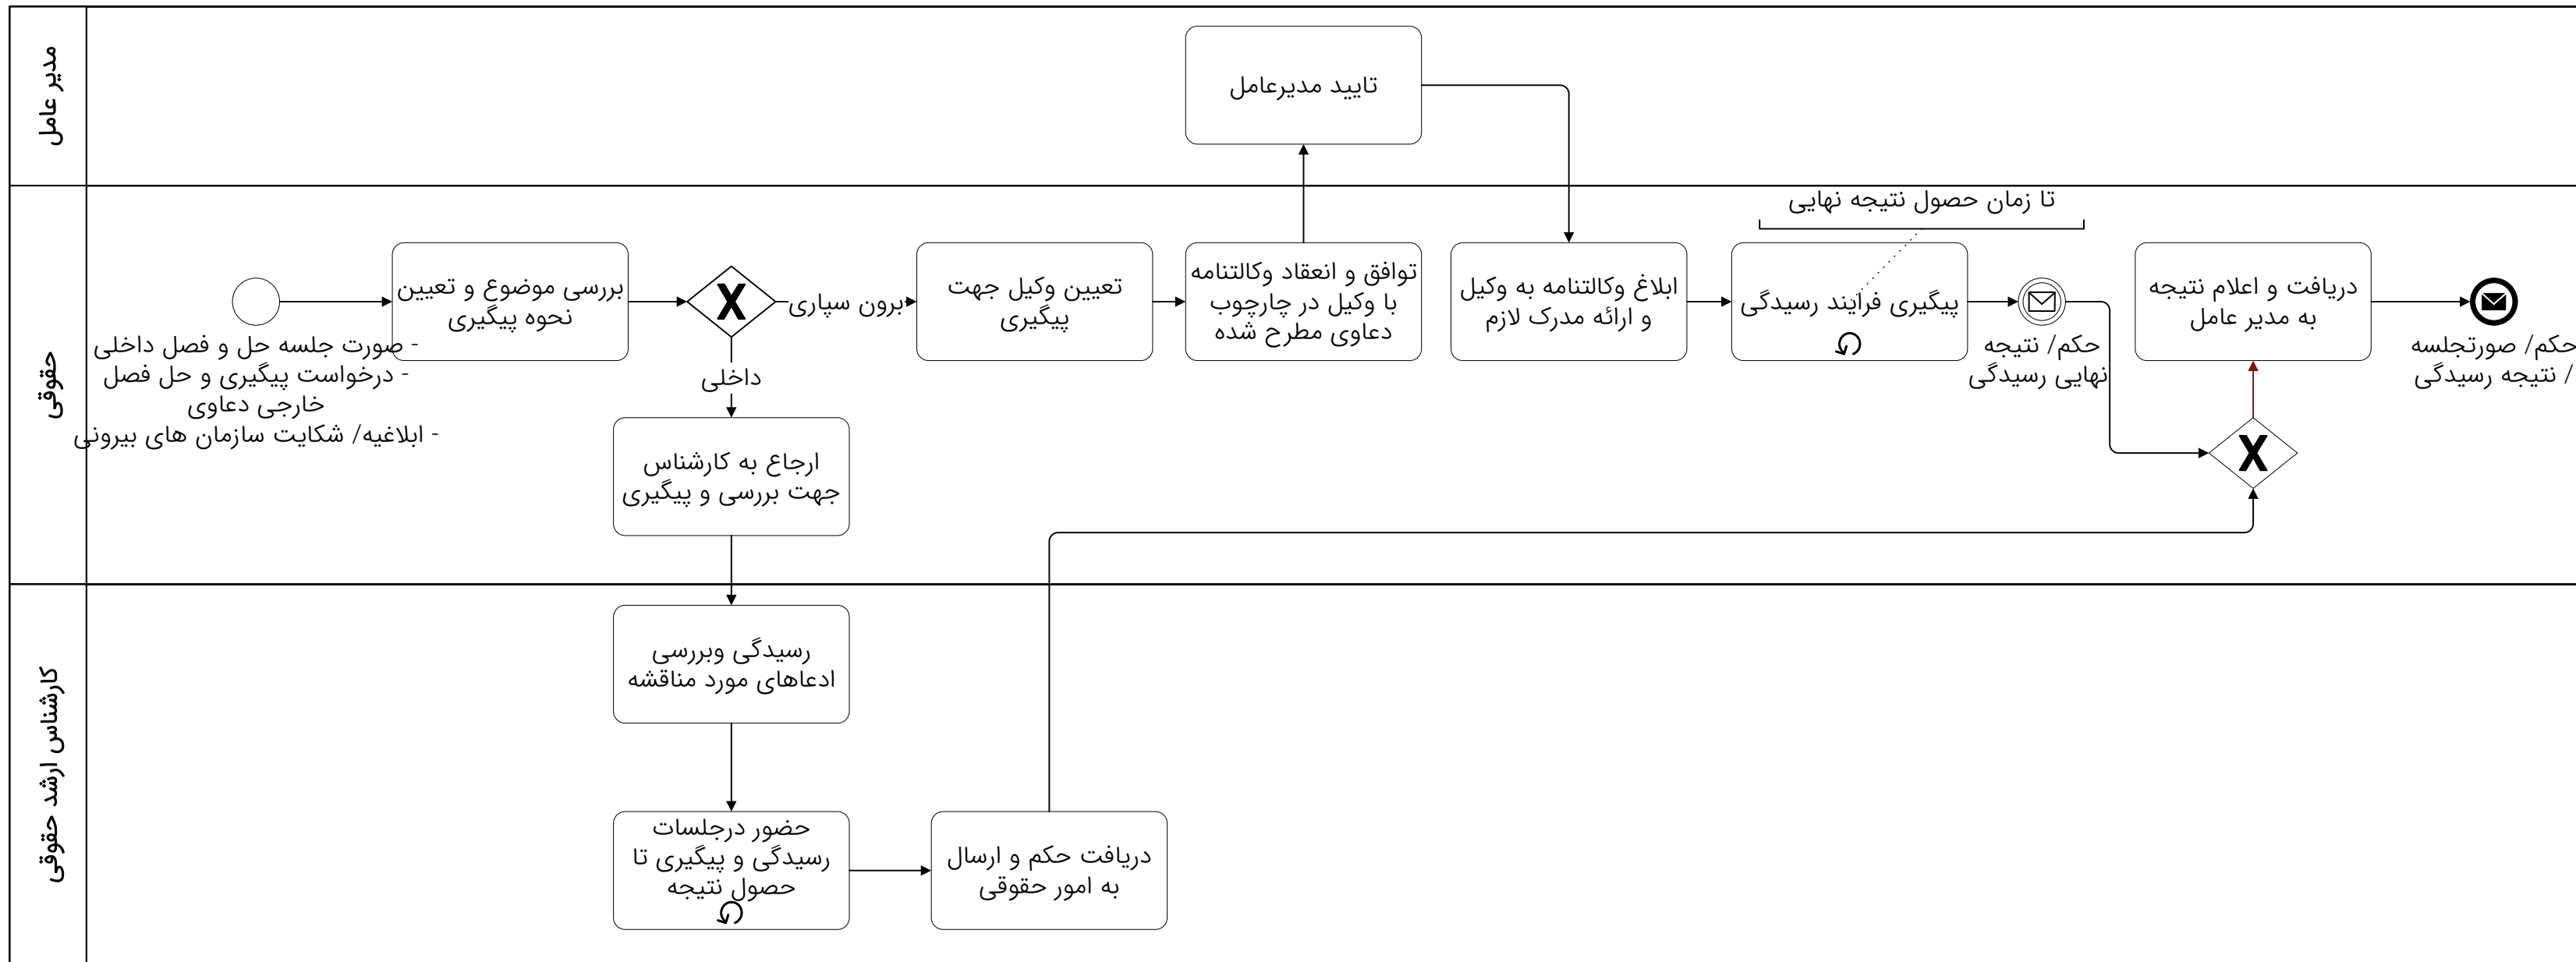 مدیر عامل
تایید مدیرعامل
حقوقی
- صورت جلسه حل و فصل داخلی
- درخواست پیگیری و حل فصل
خارجی دعاوی
- ابلاغیه/ شکایت سازمان های بیرونی
بررسی موضوع و تعیین
نحوه پیگیری
برون سپاری
داخلی
تعیین وکیل جهت
پیگیری
توافق و انعقاد وکالتنامه
با وکیل در چارچوب
دعاوی مطرح شده
ابلاغ وکالتنامه به وکیل
و ارائه مدرک لازم
تا زمان حصول نتیجه نهایی
پیگیری فرایند رسیدگی
حکم/ نتیجه
نهایی رسیدگی
دریافت و اعلام نتیجه
به مدیر عامل
حکم/ صورتجلسه
/ نتیجه رسیدگی
ارجاع به کارشناس
جهت بررسی و پیگیری
کارشناس ارشد حقوقی
رسیدگی وبررسی
ادعاهای مورد مناقشه
حضور درجلسات
رسیدگی و پیگیری تا
حصول نتیجه
دریافت حکم و ارسال
به امور حقوقی